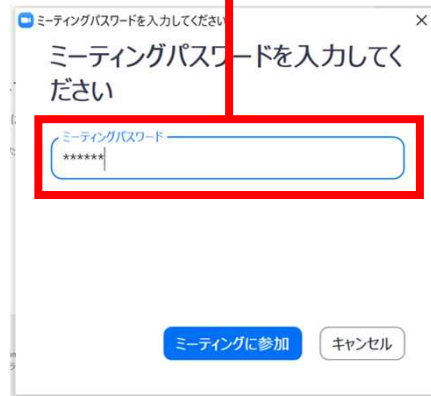 ミーティングパスワードを入力してください
ミーティングパスワードを入力してく
ださい
ミーティングパスワード
******
ミーティングに参加
キャンセル